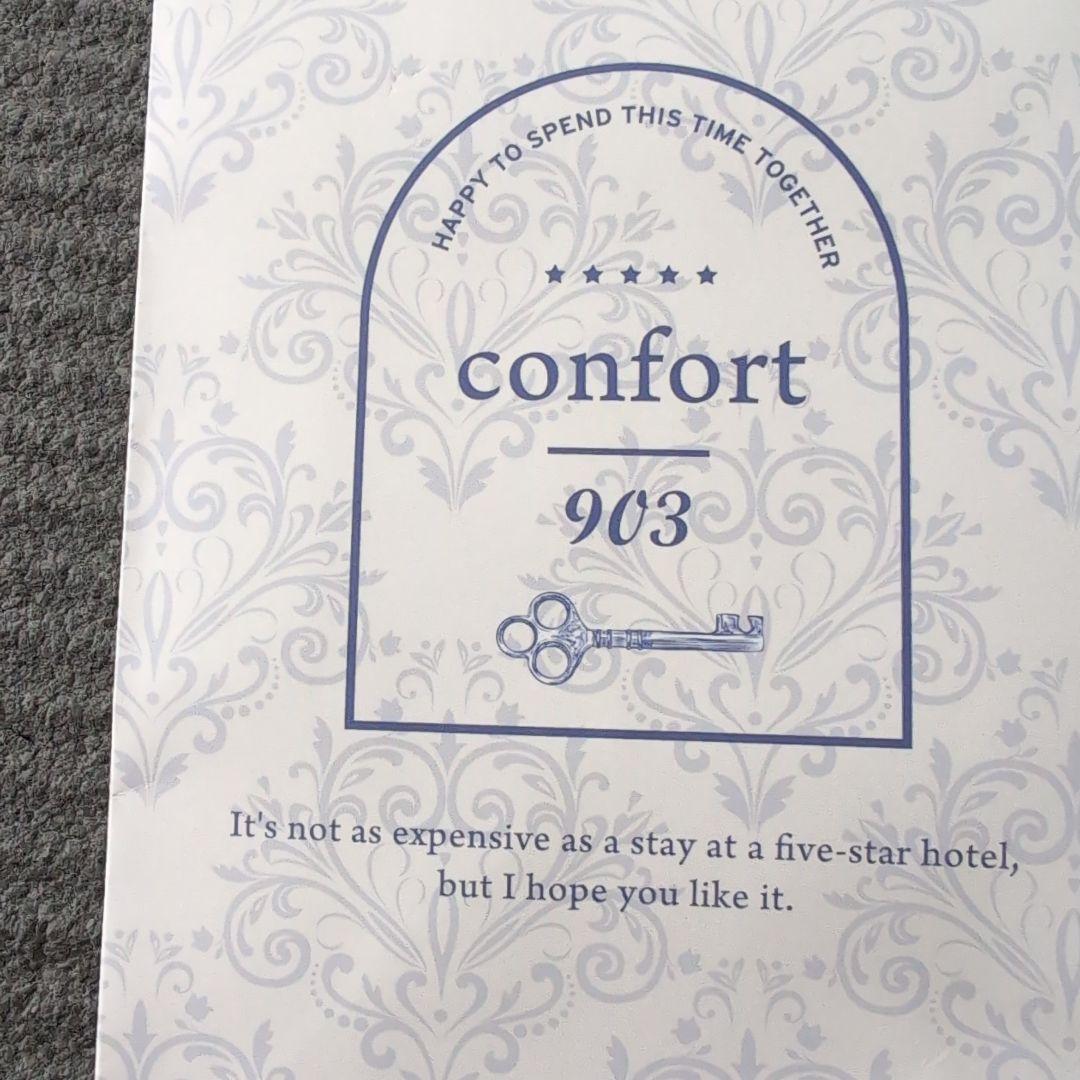 HAPPY TO SPEND THIS TIME TOGETHER
confort
903
It's not as expensive as a stay at a five-star hotel,
but I hope you like it.